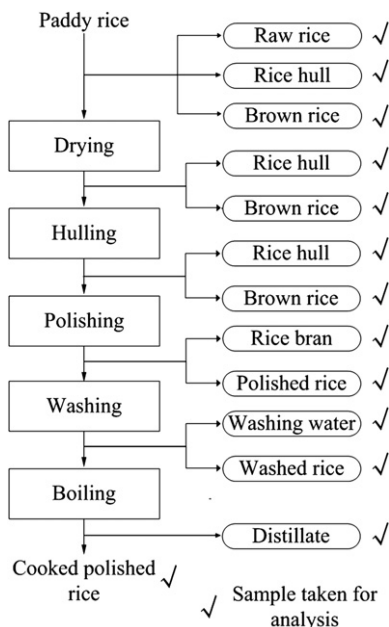 Paddy rice
Raw rice ✓
Rice hull ✓
Brown rice ✓
Drying
Rice hull ✓
Brown rice ✓
Hulling
Rice hull ✓
Brown rice ✓
Polishing
Rice bran ✓
Polished rice ✓
Washing
Washing water ✓
Washed rice ✓
Boiling
Distillate ✓
Cooked polished
rice ✓
✓ Sample taken for
analysis